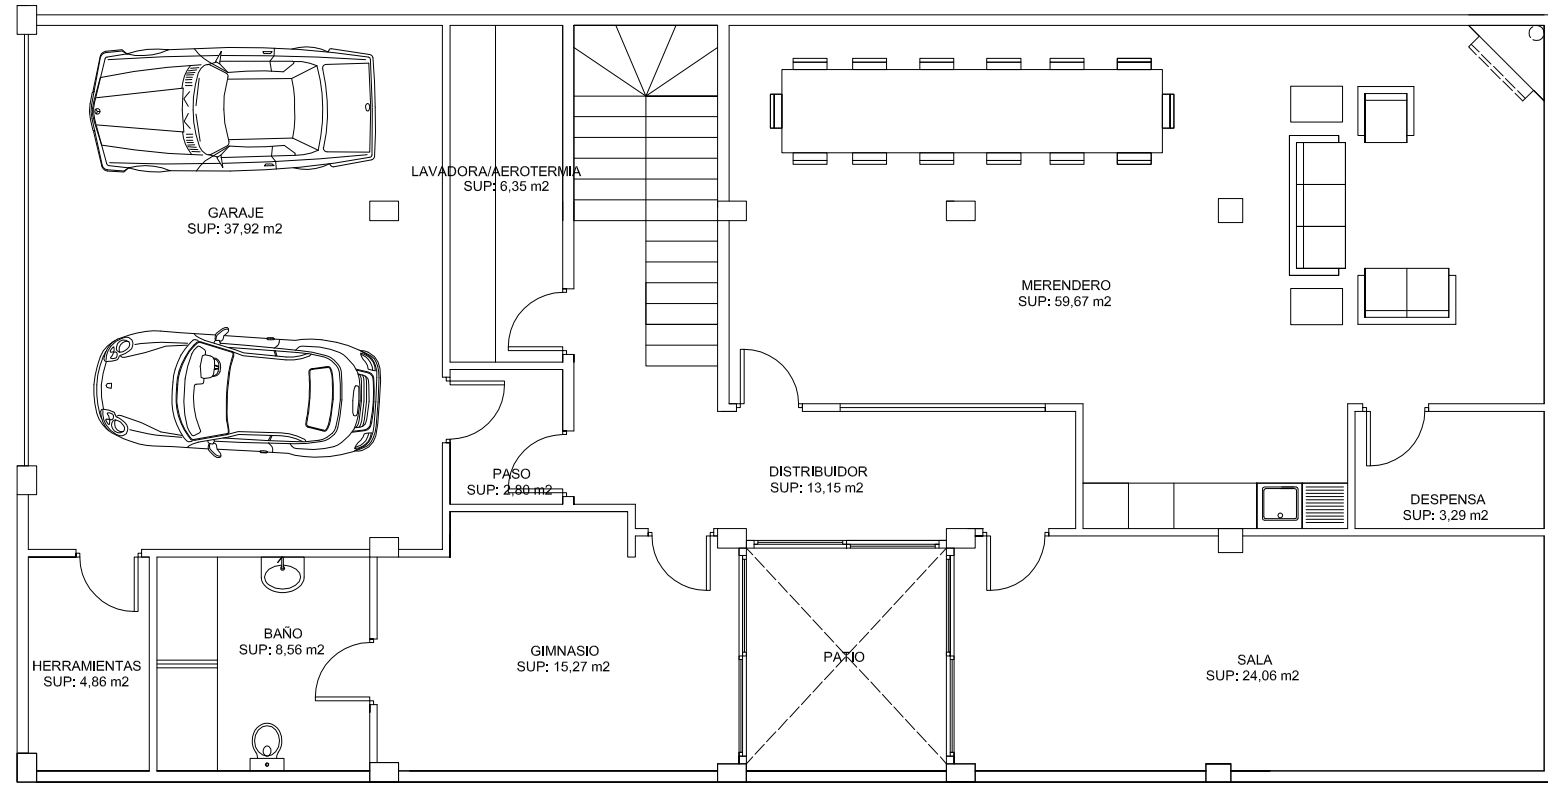 LAVADORA/AEROTERMIA
SUP: 6,35 m2
GARAJE
SUP: 37,92 m2
MERENDERO
SUP: 59,67 m2
PASO
SUP: 2,80 m2
DISTRIBUIDOR
SUP: 13,15 m2
DESPENSA
SUP: 3,29 m2
BAÑO
SUP: 8,56 m2
HERRAMIENTAS
SUP: 4,86 m2
GIMNASIO
SUP: 15,27 m2
PATIO
SALA
SUP: 24,06 m2